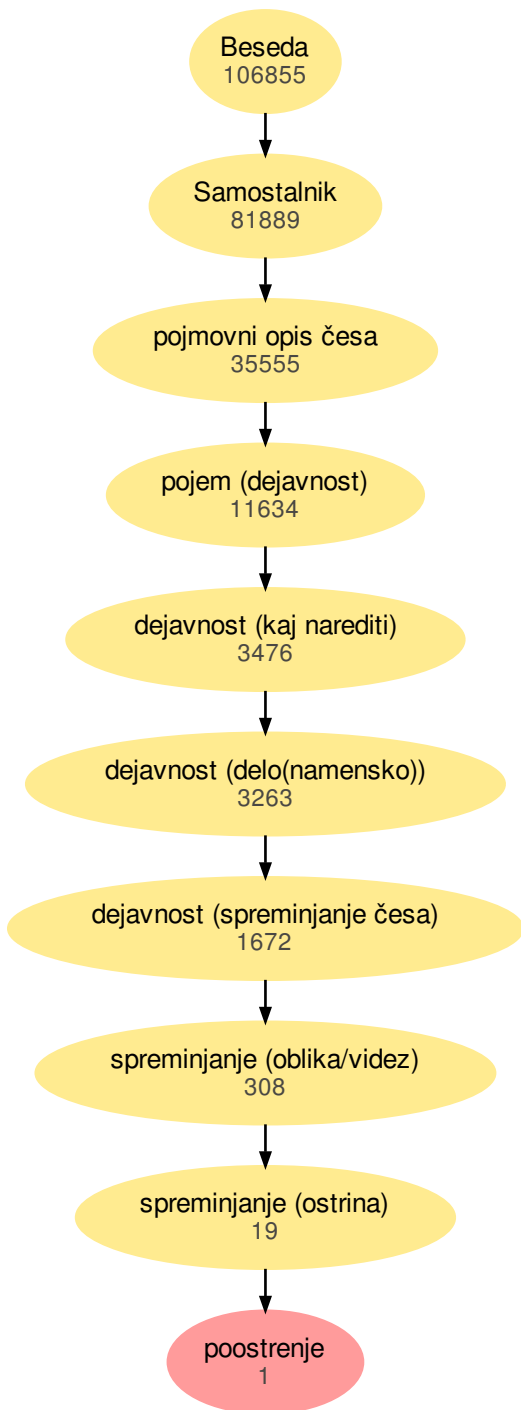 Beseda
106855
Samostalnik
81889
pojmovni opis česa
35555
pojem (dejavnost)
11634
dejavnost (kaj narediti)
3476
dejavnost (delo(namensko))
3263
dejavnost (spreminjanje česa)
1672
spreminjanje (oblika/videz)
308
spreminjanje (ostrina)
19
poostrenje
1